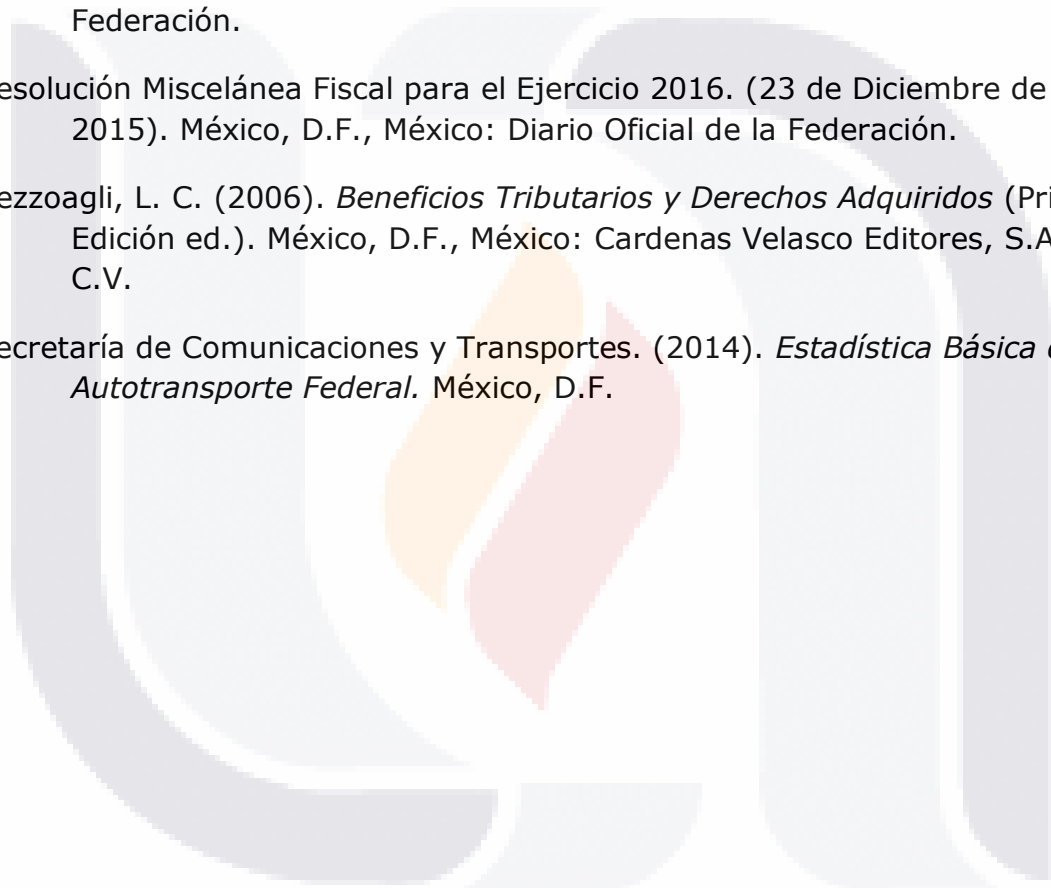 Federación.
esolución Miscelánea Fiscal para el Ejercicio 2016. (23 de Diciembre de
2015). México, D.F., México: Diario Oficial de la Federación.
ezzoagli, L. C. (2006). Beneficios Tributarios y Derechos Adquiridos (Pri
Edición ed.). México, D.F., México: Cardenas Velasco Editores, S.A
C.V.
ecretaría de Comunicaciones y Transportes. (2014). Estadística Básica
Autotransporte Federal. México, D.F.